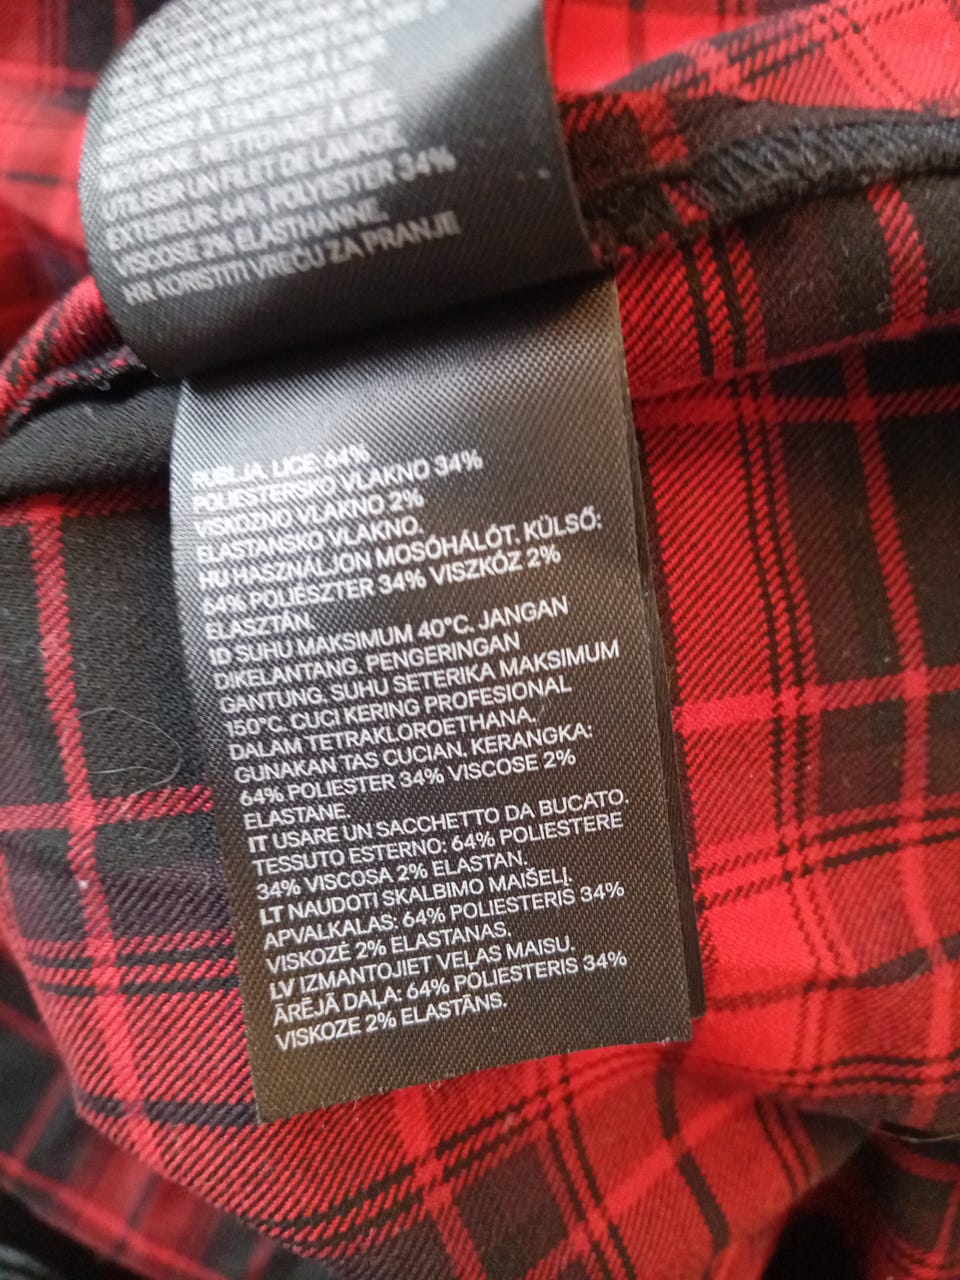 NETTOYAGE À SEC
UTILISER UN FILET DE LAVAGE.
EXTÉRIEUR: 64% POLYESTER 34%
VISCOSE 2% ÉLASTHANNE.
HR KORISTITI VREĆU ZA PRANJE
RUBLJA. LICE: 64%
POLIESTERSKO VLAKNO 34%
VISKOZNO VLAKNO 2%
ELASTANSKO VLAKNO.
HU HASZNÁLJON MOSÓHÁLÓT. KÜLSŐ:
64% POLIÉSZTER 34% VISZKÓZ 2%
ELASZTÁN
ID SUHU MAKSIMUM 40°C. JANGAN
DIKELANTANG. PENGERINGAN
GANTUNG. SUHU SETERIKA MAKSIMUM
150°C. CUCI KERING PROFESIONAL
DALAM TETRAKLOROETHANA.
GUNAKAN TAS CUCIAN. KERANGKA:
64% POLIESTER 34% VISCOSE 2%
ELASTANE.
IT USARE UN SACCHETTO DA BUCATO.
TESSUTO ESTERNO: 64% POLIESTERE
34% VISCOSA 2% ELASTAN.
LT NAUDOTI SKALBIMO MAIŠELĮ.
APVALKALAS: 64% POLIESTERIS 34%
VISKOZĖ 2% ELASTANAS.
LV IZMANTOJIET VEĻAS MAISU.
ĀRĒJĀ DAĻA: 64% POLIESTERIS 34%
VISKOZE 2% ELASTĀNS.